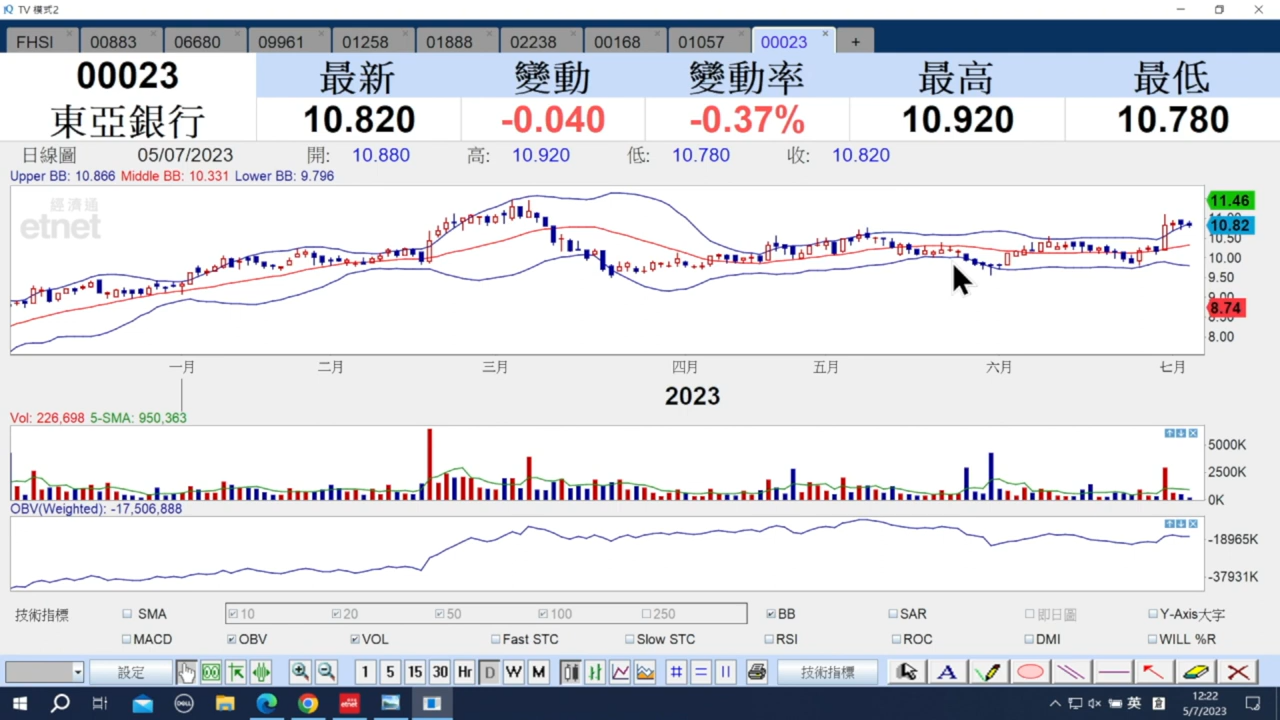 TV 模式2
FHSI 00883 06680 09961 01258 01888 02238 00168 01057 00023 +
00023 最新 變動 變動率 最高 最低
東亞銀行 10.820 -0.040 -0.37% 10.920 10.780
日線圖 05/07/2023 開: 10.880 高: 10.920 低: 10.780 收: 10.820
Upper BB: 10.866 Middle BB: 10.331 Lower BB: 9.796
經濟通
etnet
11.46
10.82
10.50
10.00
9.50
9.00
8.74
8.00
一月 二月 三月 四月 五月 六月 七月
2023
Vol: 226,698 5-SMA: 950,363
5000K
2500K
0K
OBV(Weighted): -17,506,888
-18965K
-37931K
技術指標 SMA 10 20 50 100 250 BB SAR 即日圖 Y-Axis大字
MACD OBV VOL Fast STC Slow STC RSI ROC DMI WILL %R
設定 1 5 15 30 Hr D W M 技術指標 A
DELL etnet 英 12:22
5/7/2023